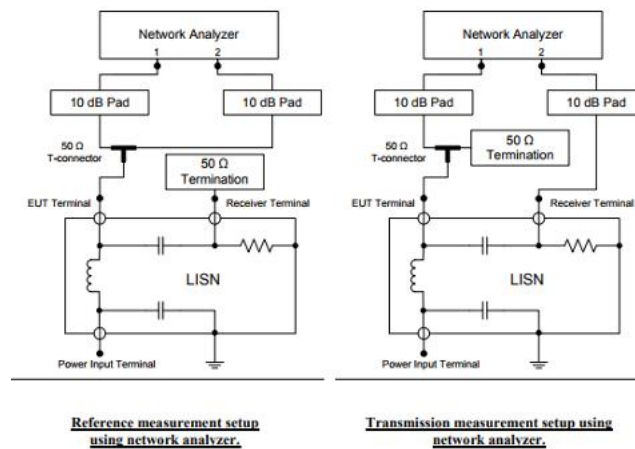 Network Analyzer
1 2
10 dB Pad
10 dB Pad
50 Ω
T-connector
50 Ω
Termination
EUT Terminal
Receiver Terminal
LISN
Power Input Terminal
Reference measurement setup
using network analyzer.
Network Analyzer
1 2
10 dB Pad
10 dB Pad
50 Ω
T-connector
50 Ω
Termination
EUT Terminal
Receiver Terminal
LISN
Power Input Terminal
Transmission measurement setup using
network analyzer.